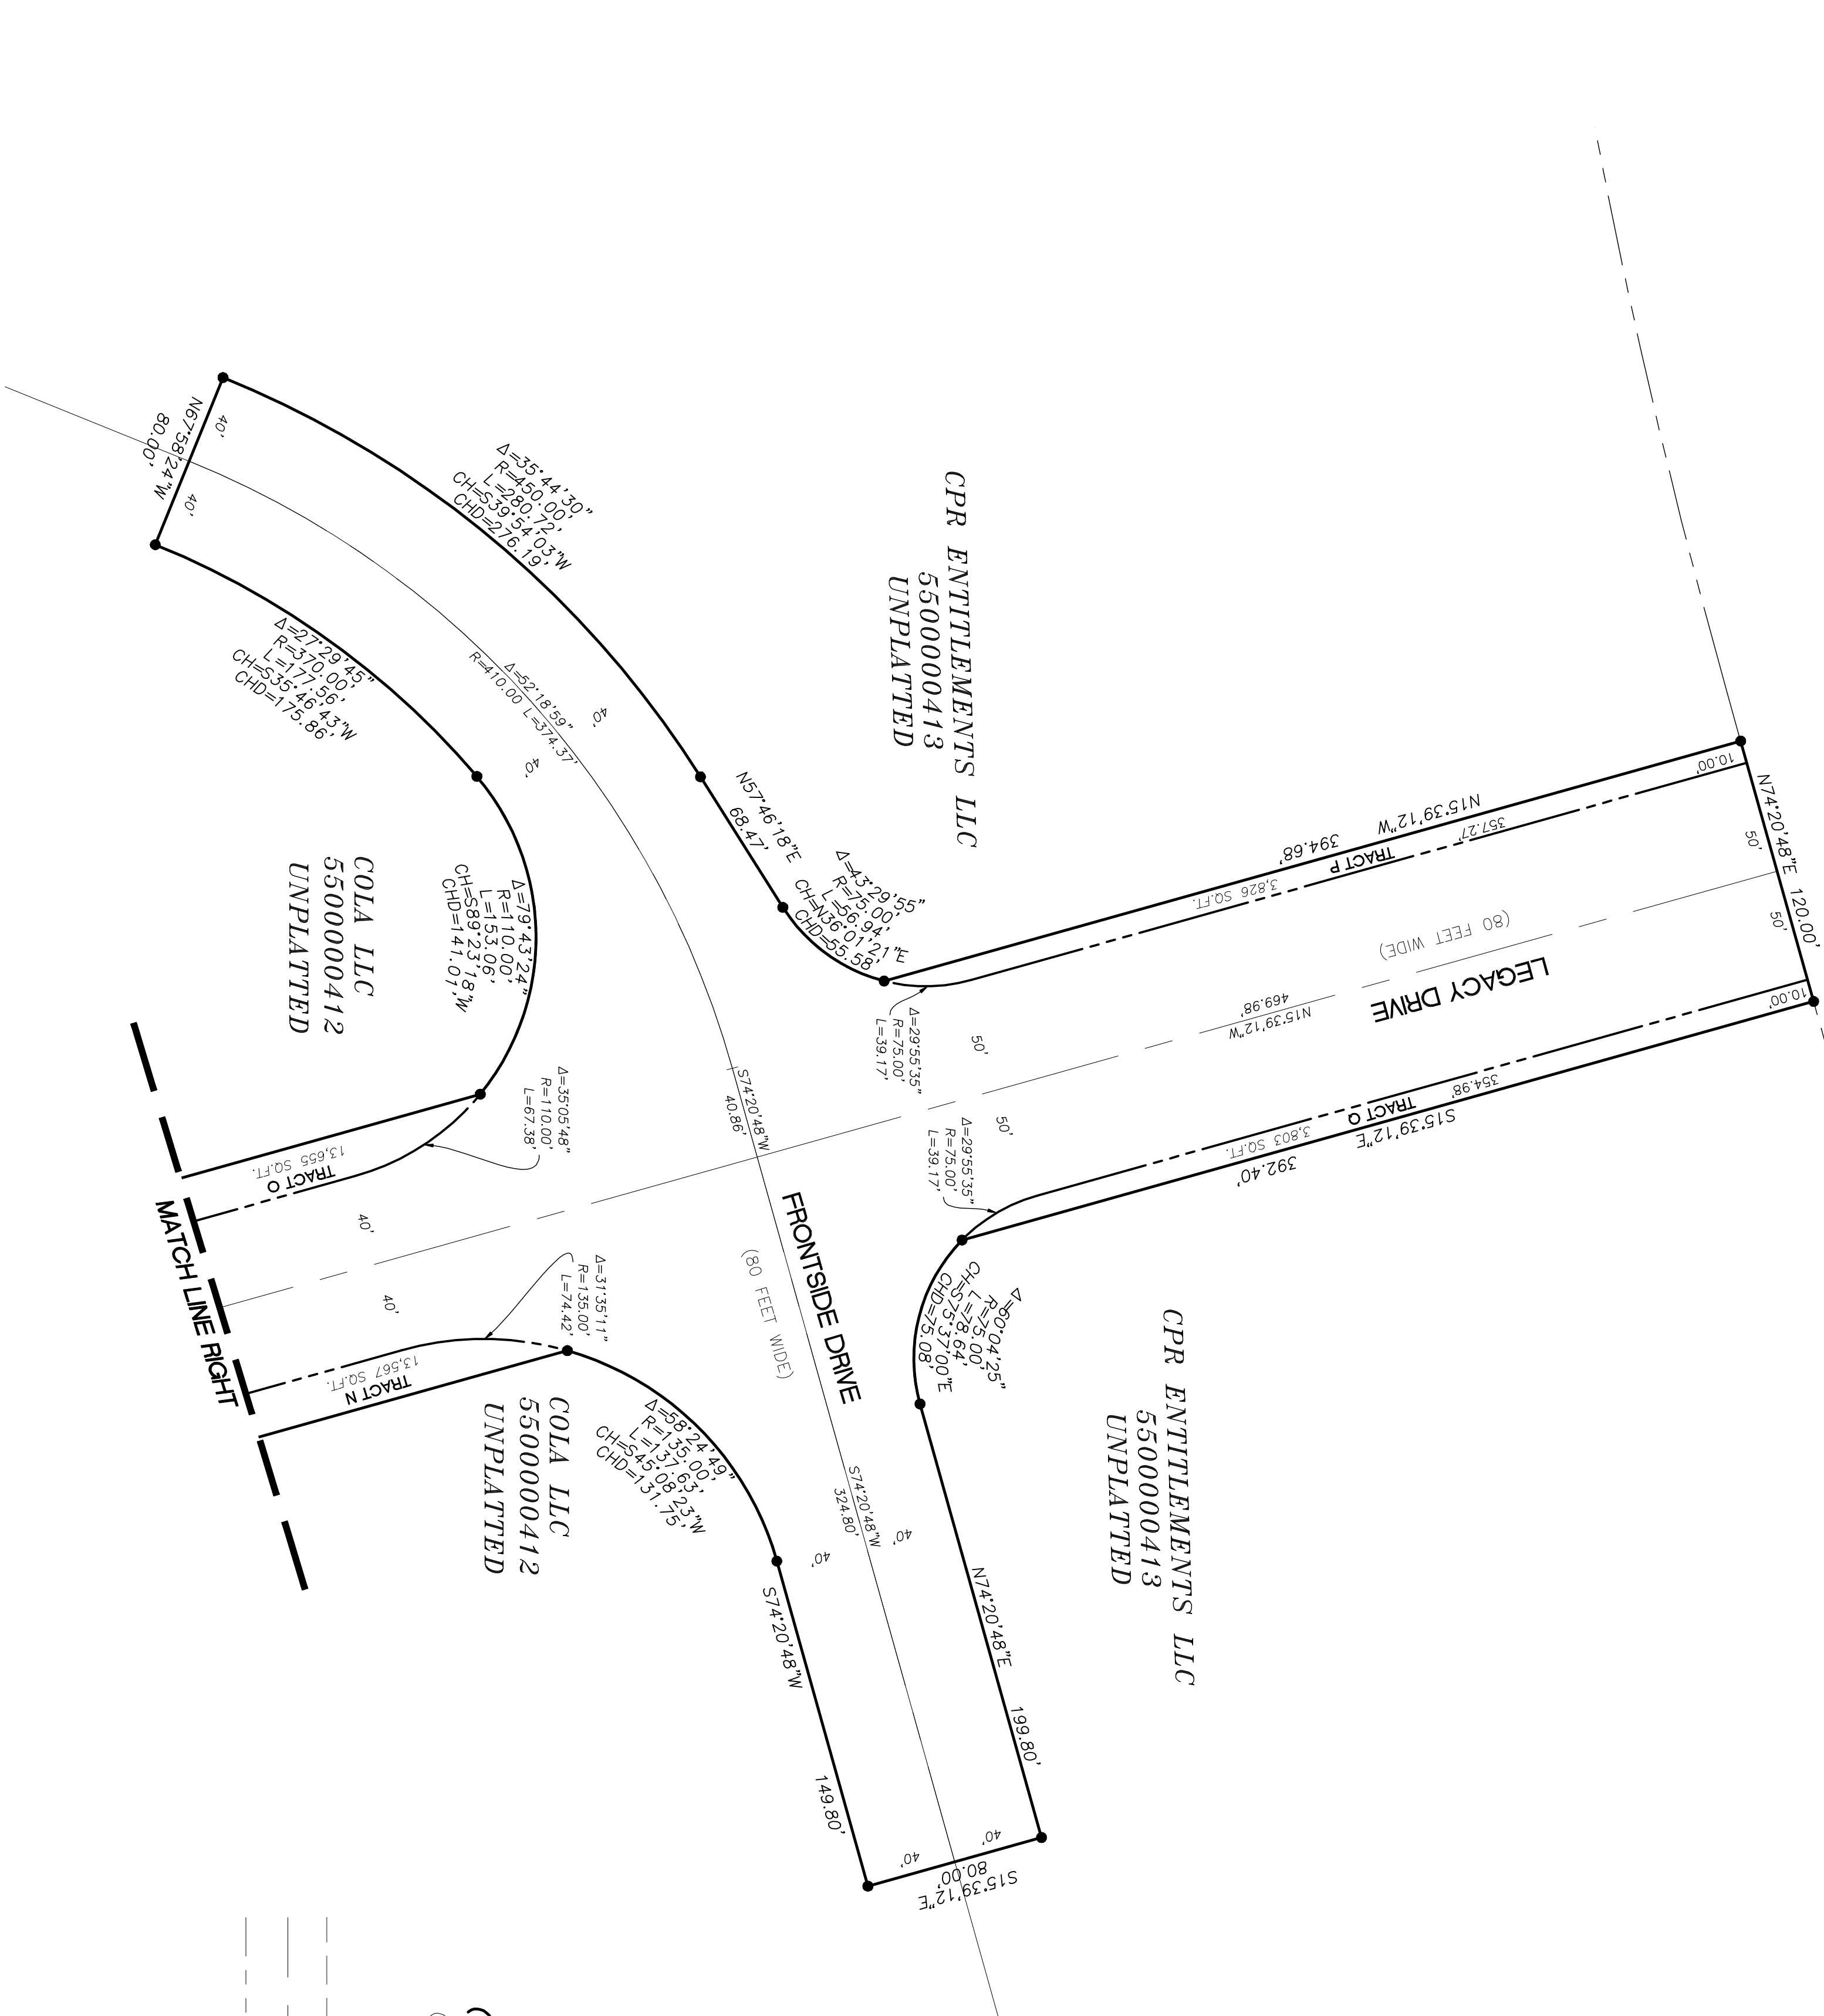 N67°58'24"W
80.00'
40'
40'
Δ=35°44'30"
R=450.00'
L=280.72'
CH=S39°54'03"W
CHD=276.19'
Δ=27°29'45"
R=370.00'
L=177.56'
CH=S35°46'43"W
CHD=175.86'
Δ=52°18'59"
R=410.00 L=374.37'
40'
40'
CPR ENTITLEMENTS LLC
5500000413
UNPLATTED
N57°46'18"E
68.47'
Δ=43°29'55"
R=75.00'
L=56.94'
CH=N36°01'21"E
CHD=55.58'
N15°39'12"W
394.68'
357.27'
TRACT P
3,826 SQ.FT.
10.00'
N74°20'48"E 120.00'
50'
50'
10.00'
(80 FEET WIDE)
LEGACY DRIVE
469.98'
N15°39'12"W
354.98'
TRACT Q
3,803 SQ.FT.
S15°39'12"E
392.40'
COLA LLC
5500000412
UNPLATTED
Δ=79°43'24"
R=110.00'
L=153.06'
CH=S89°23'18"W
CHD=141.01'
Δ=29°55'35"
R=75.00'
L=39.17'
50'
50'
Δ=29°55'35"
R=75.00'
L=39.17'
Δ=35°05'48"
R=110.00'
L=67.38'
S74°20'48"W
40.86'
13,655 SQ.FT.
TRACT O
MATCH LINE RIGHT
40'
40'
FRONTSIDE DRIVE
(80 FEET WIDE)
Δ=31°35'11"
R=135.00'
L=74.42'
13,567 SQ.FT.
TRACT N
Δ=60°04'25"
R=75.00'
L=78.64'
CH=S75°37'00"E
CHD=75.08'
CPR ENTITLEMENTS LLC
5500000413
UNPLATTED
COLA LLC
5500000412
UNPLATTED
Δ=58°24'49"
R=135.00'
L=137.63'
CH=S45°08'23"W
CHD=131.75'
S74°20'48"W
324.80'
40'
40'
N74°20'48"E
199.80'
S74°20'48"W
149.80'
40'
40'
80.00'
S15°39'12"E